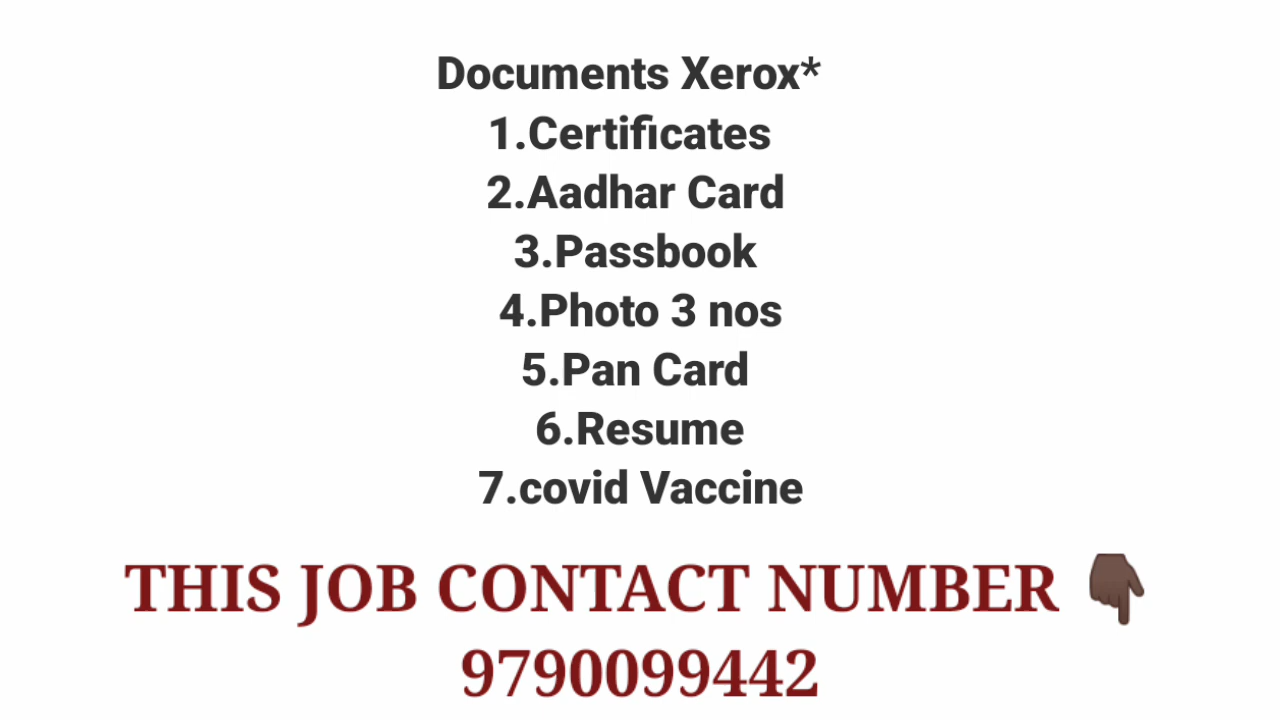 Documents Xerox*
1.Certificates
2.Aadhar Card
3.Passbook
4.Photo 3 nos
5.Pan Card
6.Resume
7.covid Vaccine
THIS JOB CONTACT NUMBER 👇🏿
9790099442